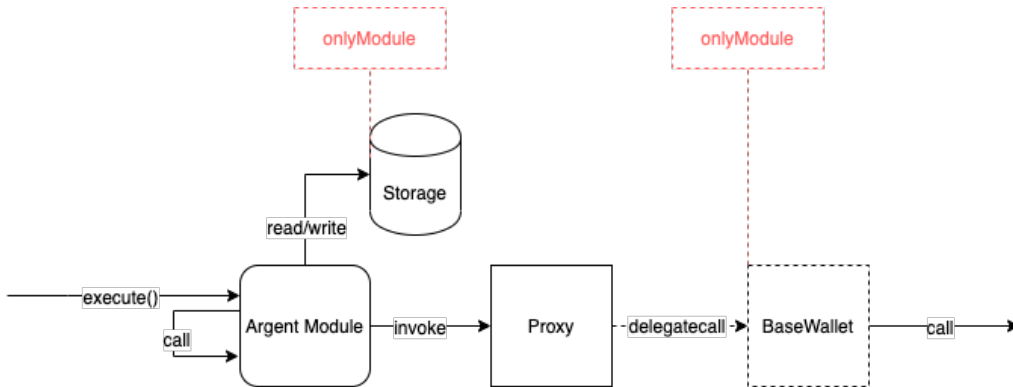 onlyModule
onlyModule
Storage
read/write
execute()
call
Argent Module
invoke
Proxy
delegatecall
BaseWallet
call